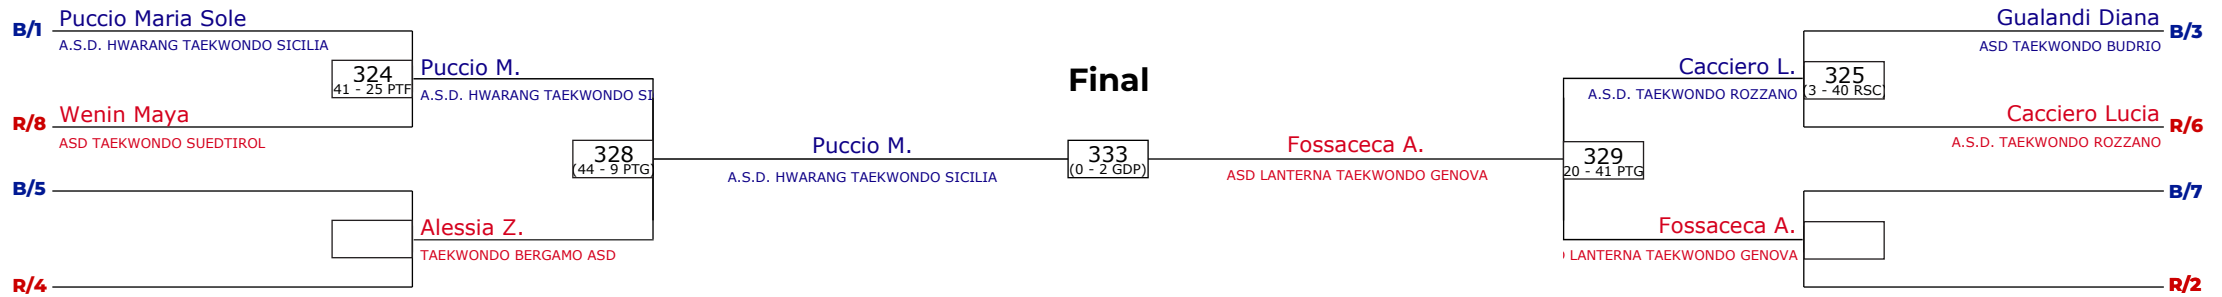 B/1
Puccio Maria Sole
A.S.D. HWARANG TAEKWONDO SICILIA
324
41 - 25 PTF
Puccio M.
A.S.D. HWARANG TAEKWONDO SI
R/8
Wenin Maya
ASD TAEKWONDO SUEDTIROL
328
(44 - 9 PTG)
B/5
Alessia Z.
TAEKWONDO BERGAMO ASD
R/4
Final
Puccio M.
A.S.D. HWARANG TAEKWONDO SICILIA
333
(0 - 2 GDP)
Fossaceca A.
ASD LANTERNA TAEKWONDO GENOVA
Gualandi Diana
B/3
ASD TAEKWONDO BUDRIO
Cacciero L.
A.S.D. TAEKWONDO ROZZANO
325
(3 - 40 RSC)
Cacciero Lucia
R/6
A.S.D. TAEKWONDO ROZZANO
329
20 - 41 PTG
B/7
Fossaceca A.
LANTERNA TAEKWONDO GENOVA
R/2